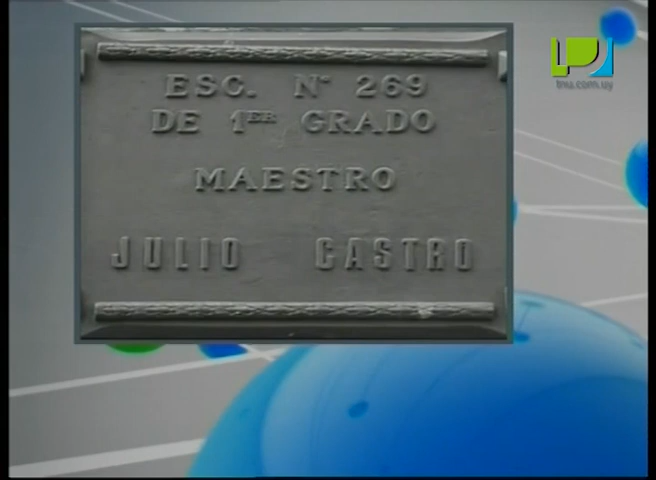 ESC. Nº 269
DE 1ER GRADO
MAESTRO
JULIO CASTRO
tnu.com.uy